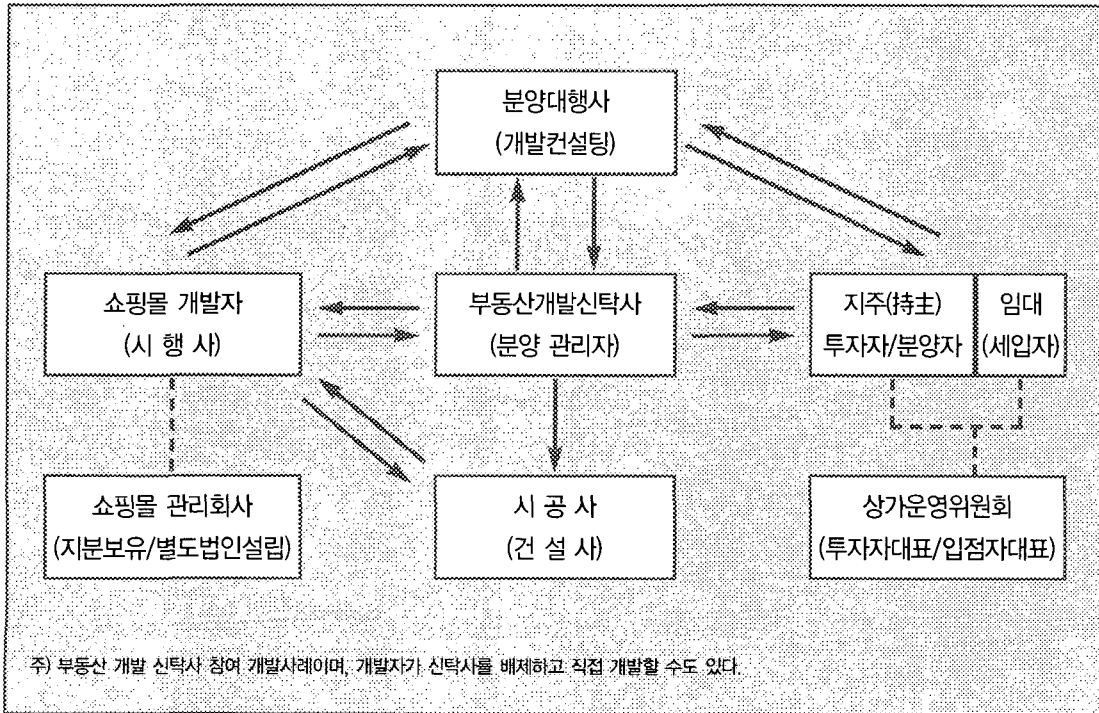 분양대행사
(개발컨설팅)
쇼핑몰 개발자
(시 행 사)
부동산개발신탁사
(분양 관리자)
지주(持主)
투자자/분양자
임대
(세입자)
쇼핑몰 관리회사
(지분보유/별도법인설립)
시 공 사
(건 설 사)
상가운영위원회
(투자자대표/입점자대표)
주) 부동산 개발 신탁사 참여 개발사례이며, 개발자가 신탁사를 배제하고 직접 개발할 수도 있다.